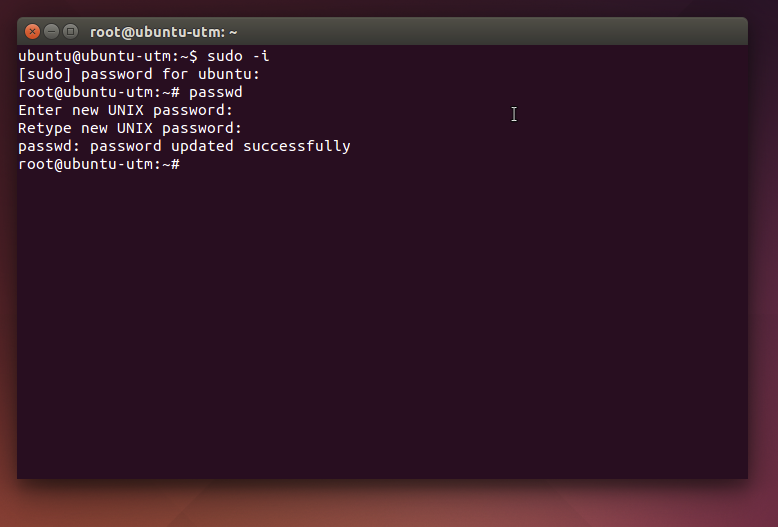 root@ubuntu-utm: ~
ubuntu@ubuntu-utm:~$ sudo -i
[sudo] password for ubuntu:
root@ubuntu-utm:~# passwd
Enter new UNIX password:
Retype new UNIX password:
passwd: password updated successfully
root@ubuntu-utm:~#